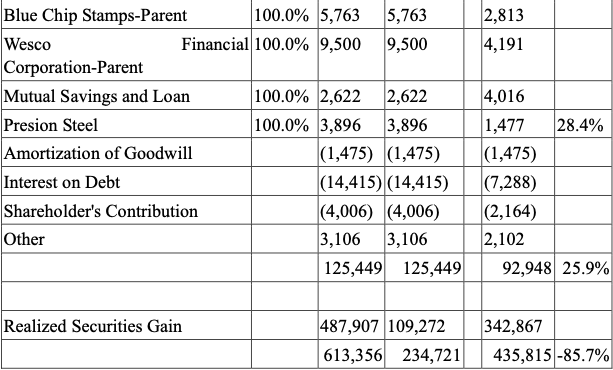 Blue Chip Stamps-Parent 100.0% 5,763 5,763 2,813
Wesco Financial 100.0% 9,500 9,500 4,191
Corporation-Parent
Mutual Savings and Loan 100.0% 2,622 2,622 4,016
Presion Steel 100.0% 3,896 3,896 1,477 28.4%
Amortization of Goodwill (1,475) (1,475) (1,475)
Interest on Debt (14,415) (14,415) (7,288)
Shareholder's Contribution (4,006) (4,006) (2,164)
Other 3,106 3,106 2,102
125,449 125,449 92,948 25.9%
Realized Securities Gain 487,907 109,272 342,867
613,356 234,721 435,815 -85.7%